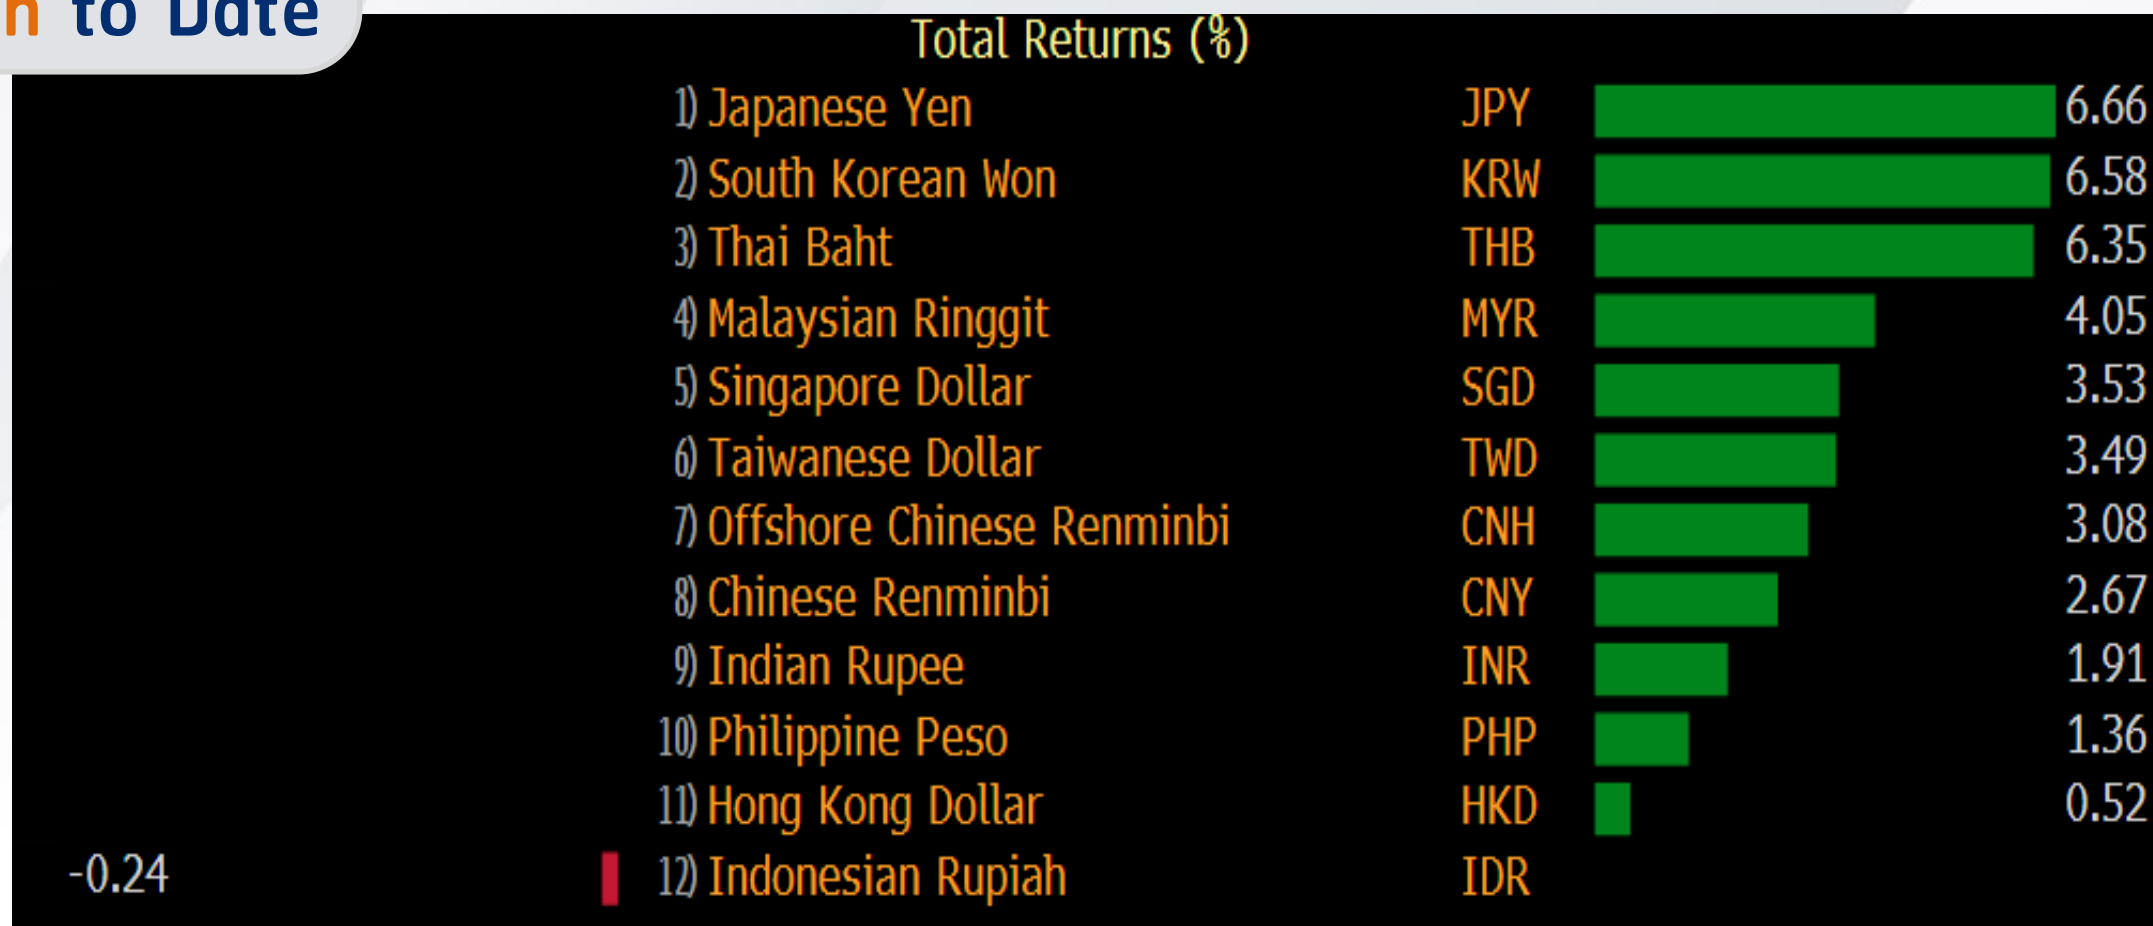 to Date
Total Returns (%)
1) Japanese Yen JPY 6.66
2) South Korean Won KRW 6.58
3) Thai Baht THB 6.35
4) Malaysian Ringgit MYR 4.05
5) Singapore Dollar SGD 3.53
6) Taiwanese Dollar TWD 3.49
7) Offshore Chinese Renminbi CNH 3.08
8) Chinese Renminbi CNY 2.67
9) Indian Rupee INR 1.91
10) Philippine Peso PHP 1.36
11) Hong Kong Dollar HKD 0.52
-0.24 12) Indonesian Rupiah IDR